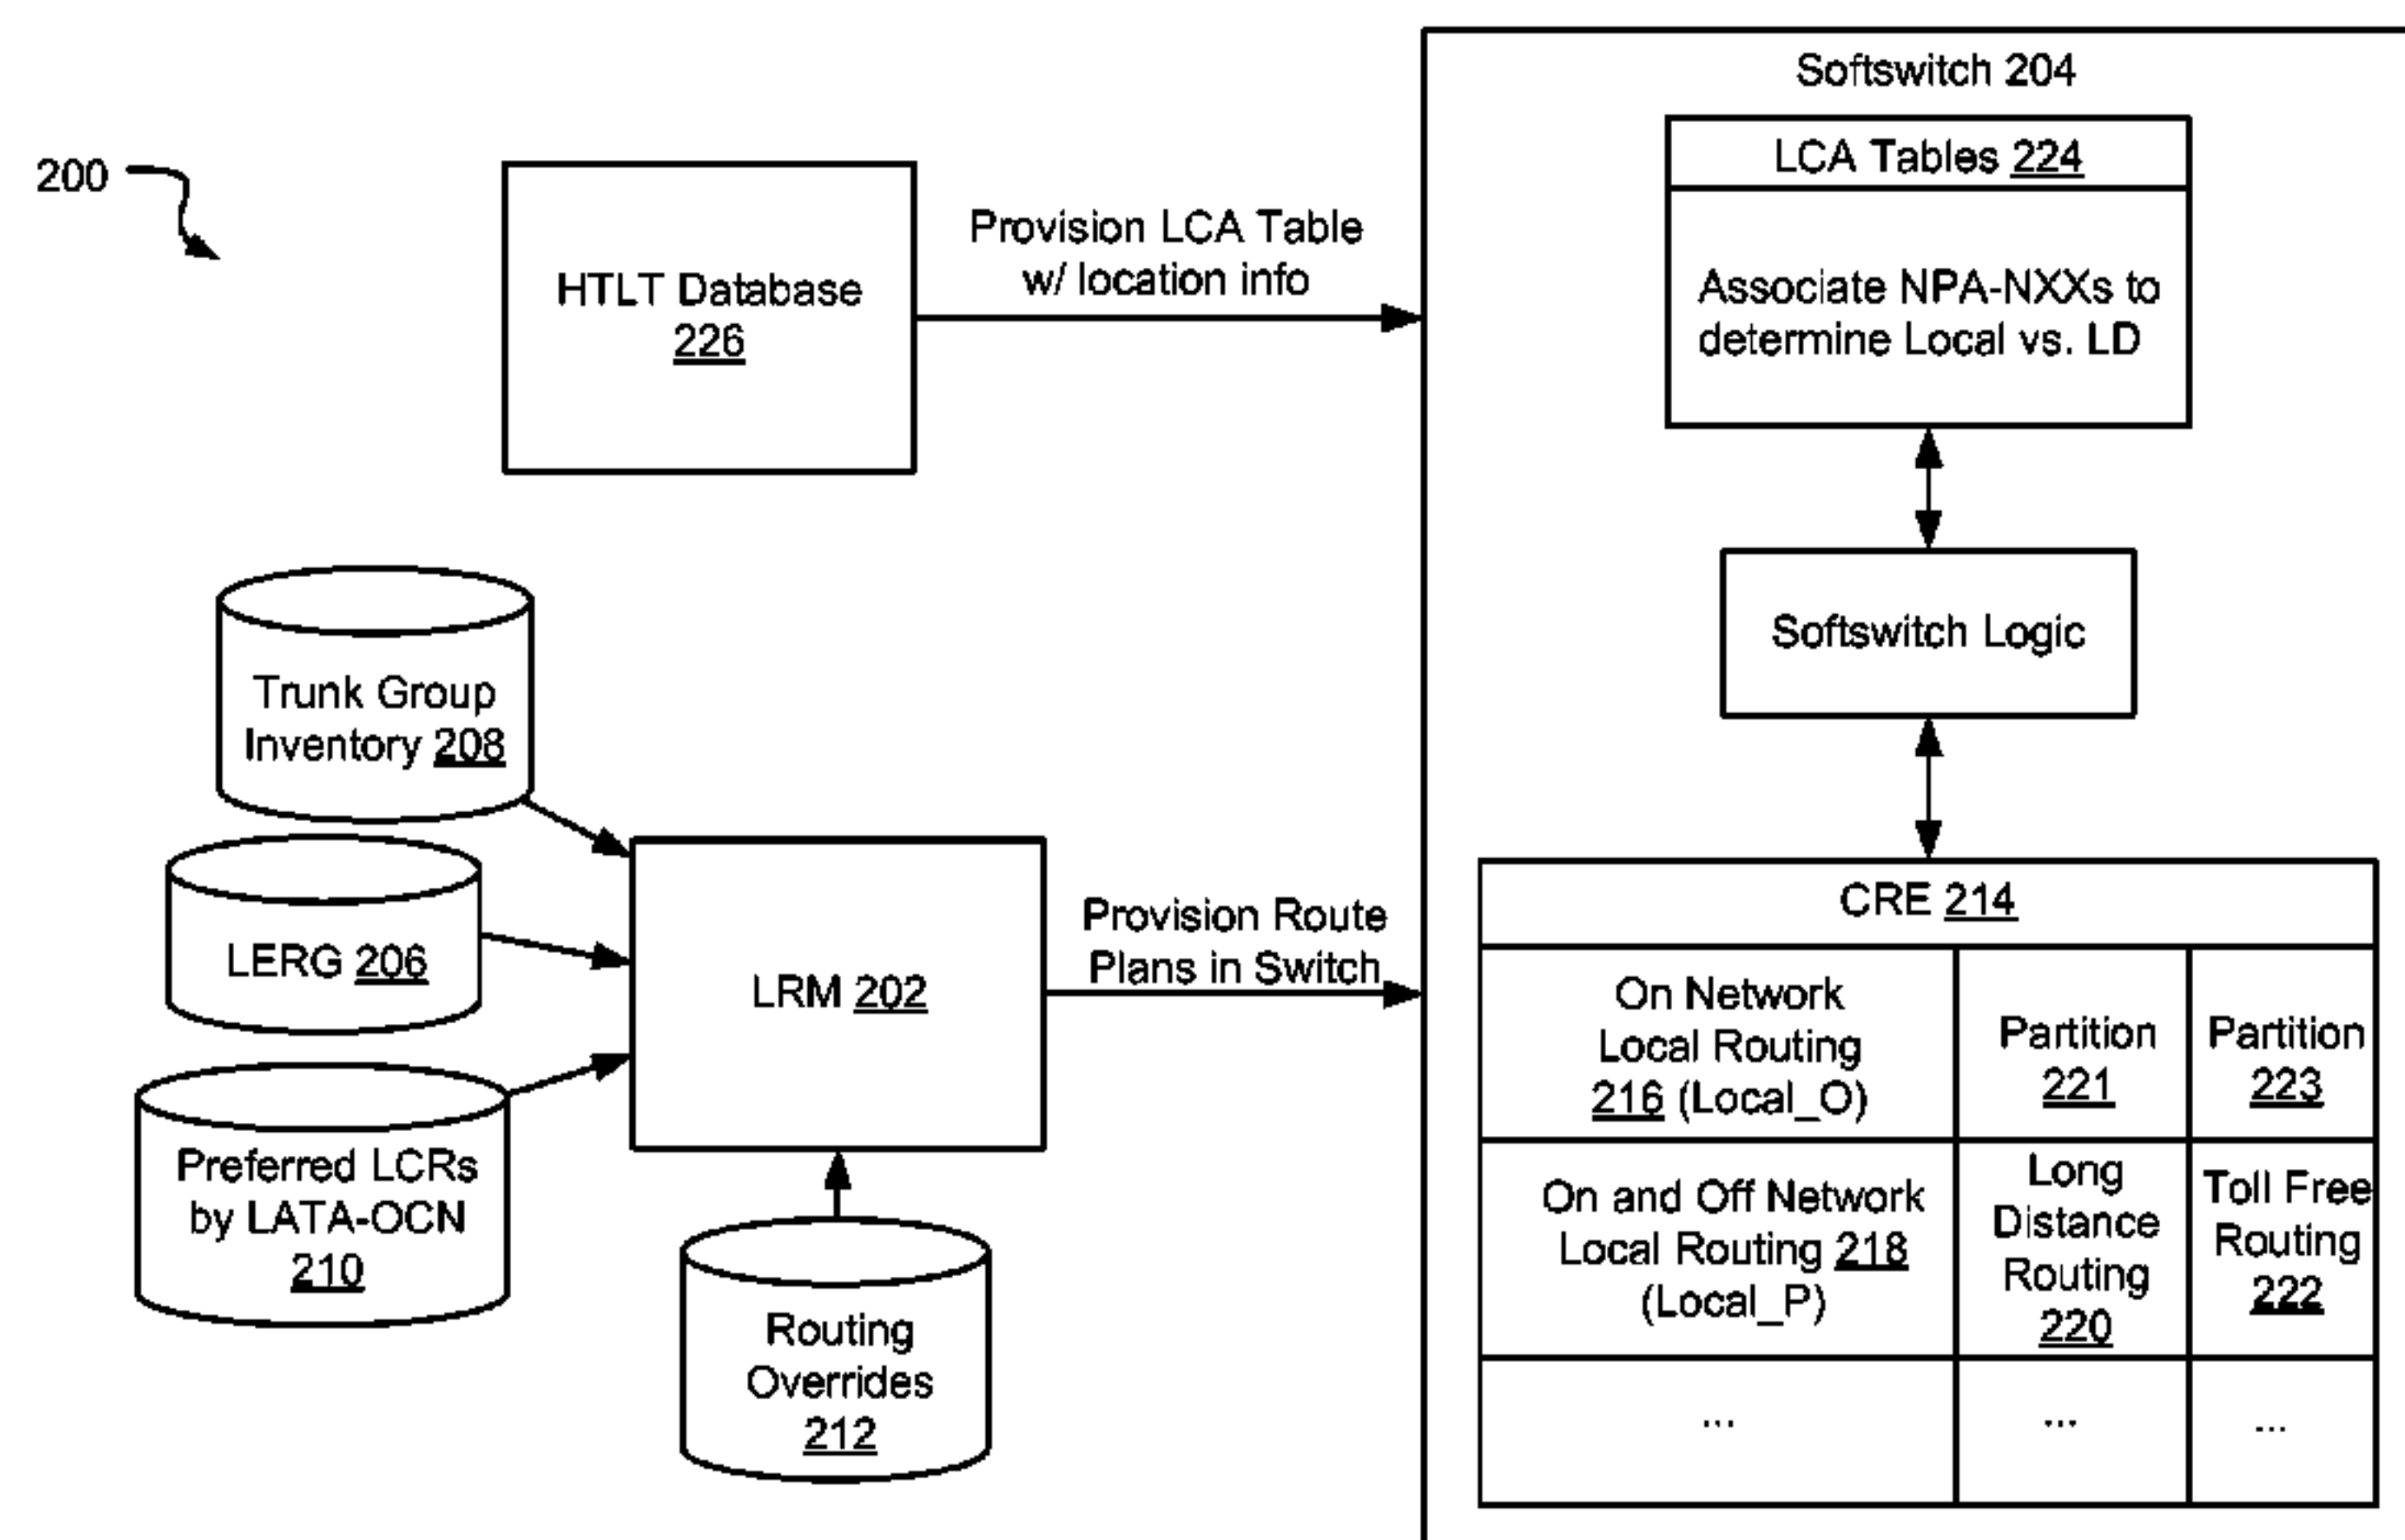 200
HTLT Database
226
Provision LCA Table
w/ location info
Softswitch 204
LCA Tables 224
Associate NPA-NXXs to
determine Local vs. LD
Softswitch Logic
Trunk Group
Inventory 208
LERG 206
Preferred LCRs
by LATA-OCN
210
LRM 202
Routing
Overrides
212
Provision Route
Plans in Switch
CRE 214
On Network
Local Routing
216 (Local_O)
Partition
221
Partition
223
On and Off Network
Local Routing 218
(Local_P)
Long
Distance
Routing
220
Toll Free
Routing
222
...
...
...